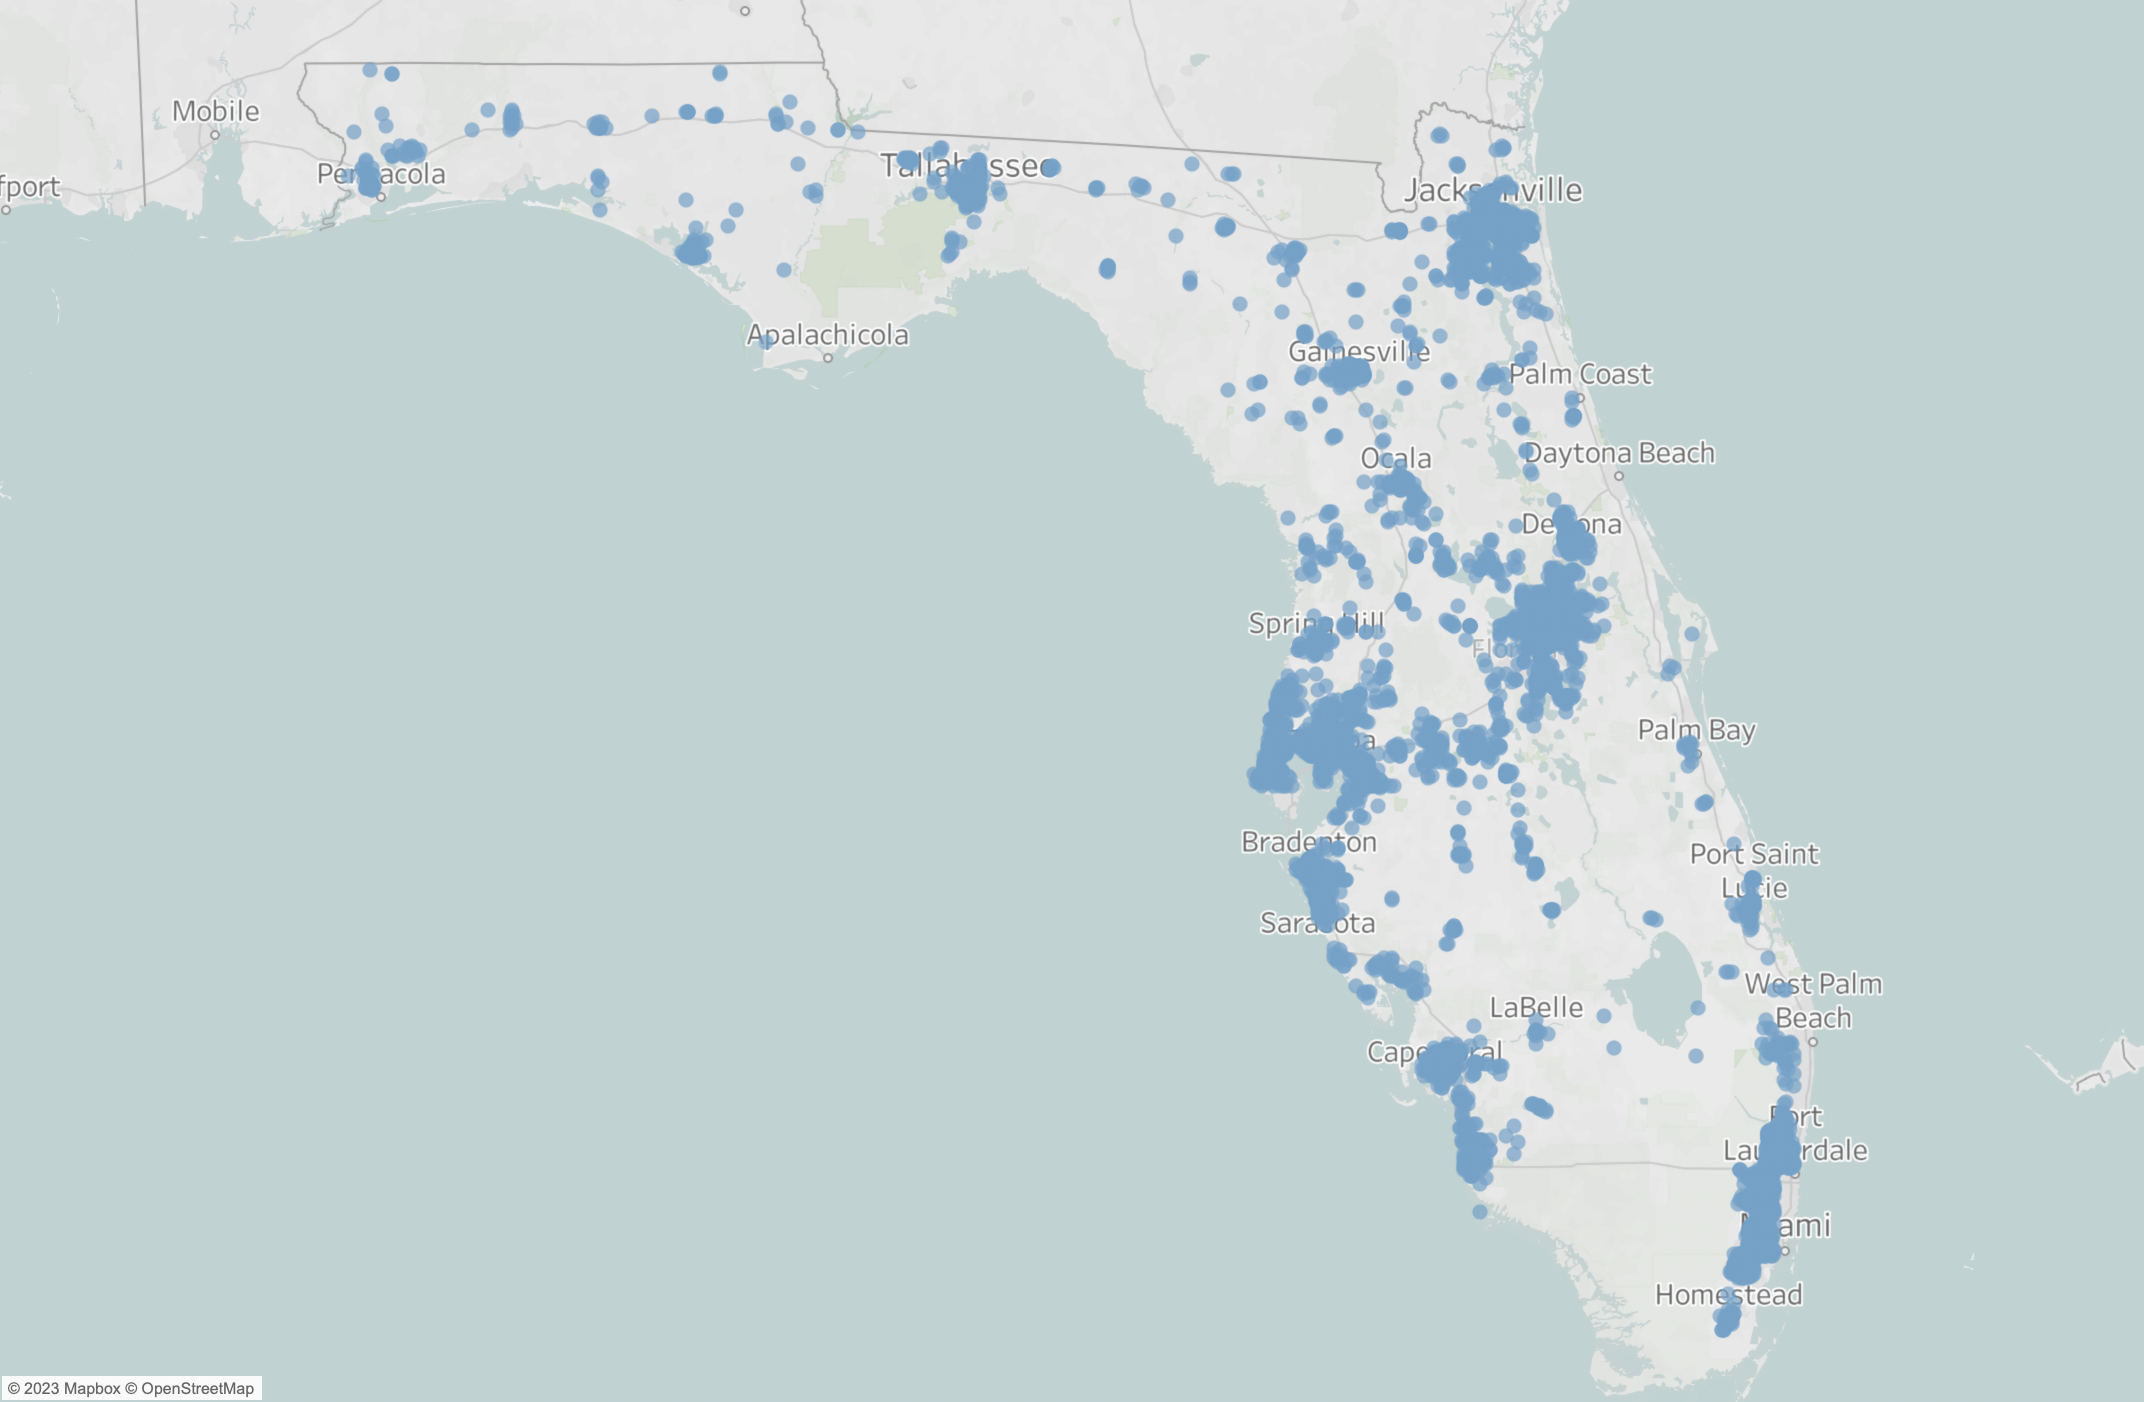 Mobile
fport
Pensacola
Tallahassee
Jacksonville
Apalachicola
Gainesville
Palm Coast
Daytona Beach
Ocala
Deltona
Spring Hill
Palm Bay
Bradenton
Port Saint
Lucie
Sarasota
West Palm
Beach
LaBelle
Cape Coral
Fort
Lauderdale
Miami
Homestead
© 2023 Mapbox © OpenStreetMap